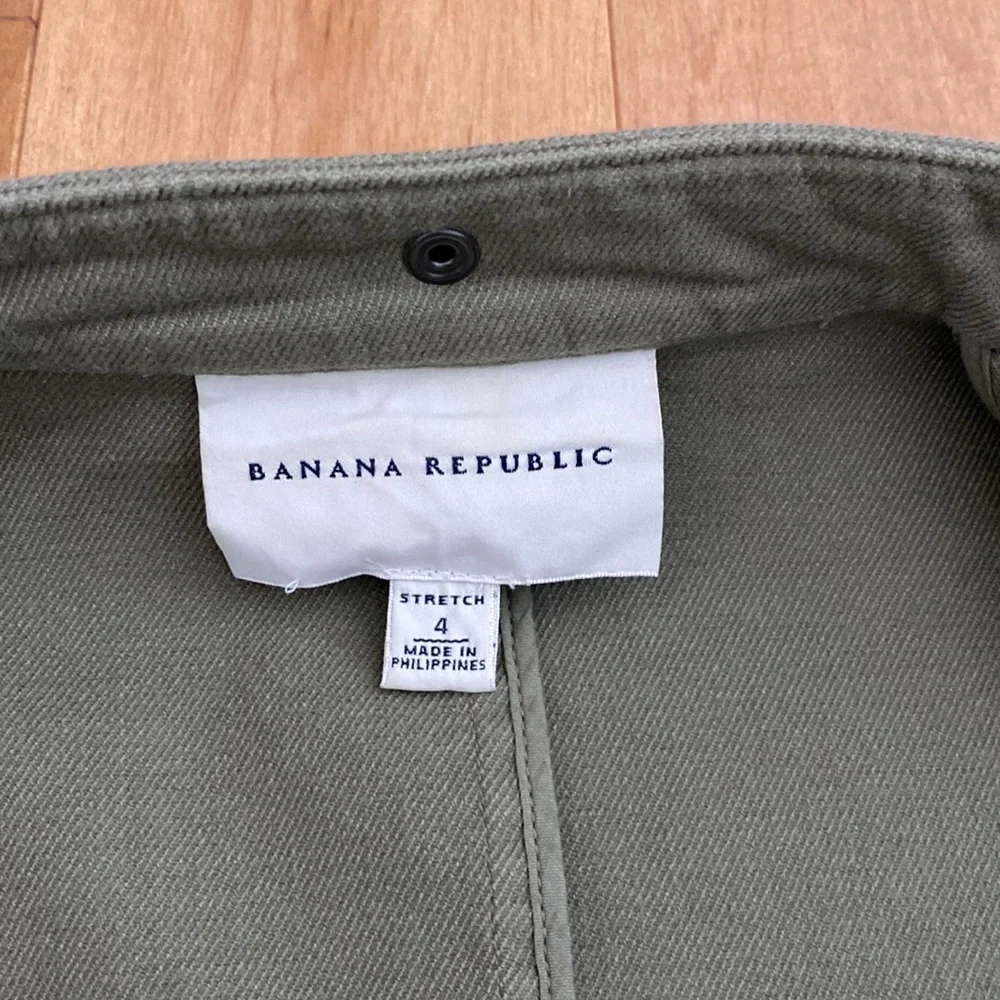 BANANA REPUBLIC
STRETCH
4
MADE IN
PHILIPPINES